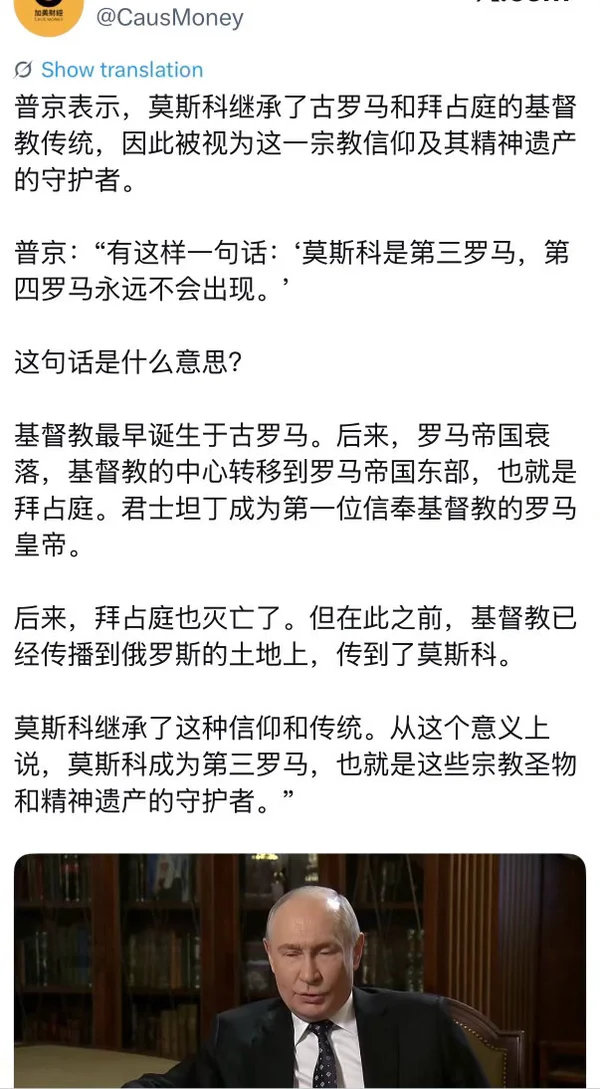 加美财经
@CausMoney
Show translation
普京表示，莫斯科继承了古罗马和拜占庭的基督
教传统，因此被视为这一宗教信仰及其精神遗产
的守护者。
普京：“有这样一句话：‘莫斯科是第三罗马，第
四罗马永远不会出现。’
这句话是什么意思？
基督教最早诞生于古罗马。后来，罗马帝国衰
落，基督教的中心转移到罗马帝国东部，也就是
拜占庭。君士坦丁成为第一位信奉基督教的罗马
皇帝。
后来，拜占庭也灭亡了。但在此之前，基督教已
经传播到俄罗斯的土地上，传到了莫斯科。
莫斯科继承了这种信仰和传统。从这个意义上
说，莫斯科成为第三罗马，也就是这些宗教圣物
和精神遗产的守护者。”